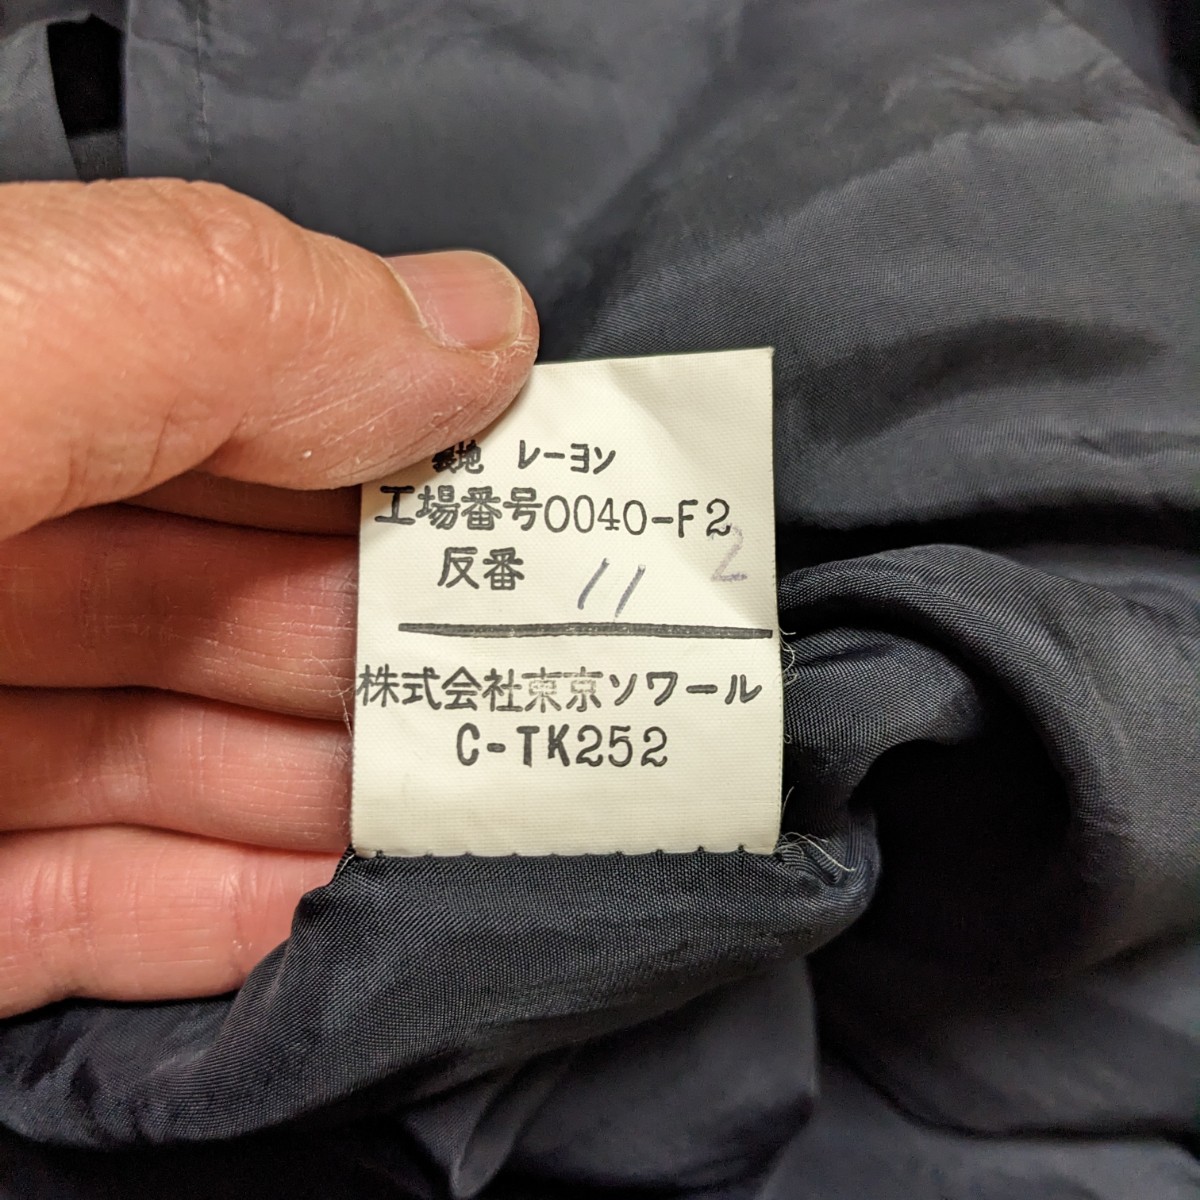 表地 レーヨン
工場番号0040-F2
反番 11 2
株式会社東京ソワール
C-TK252